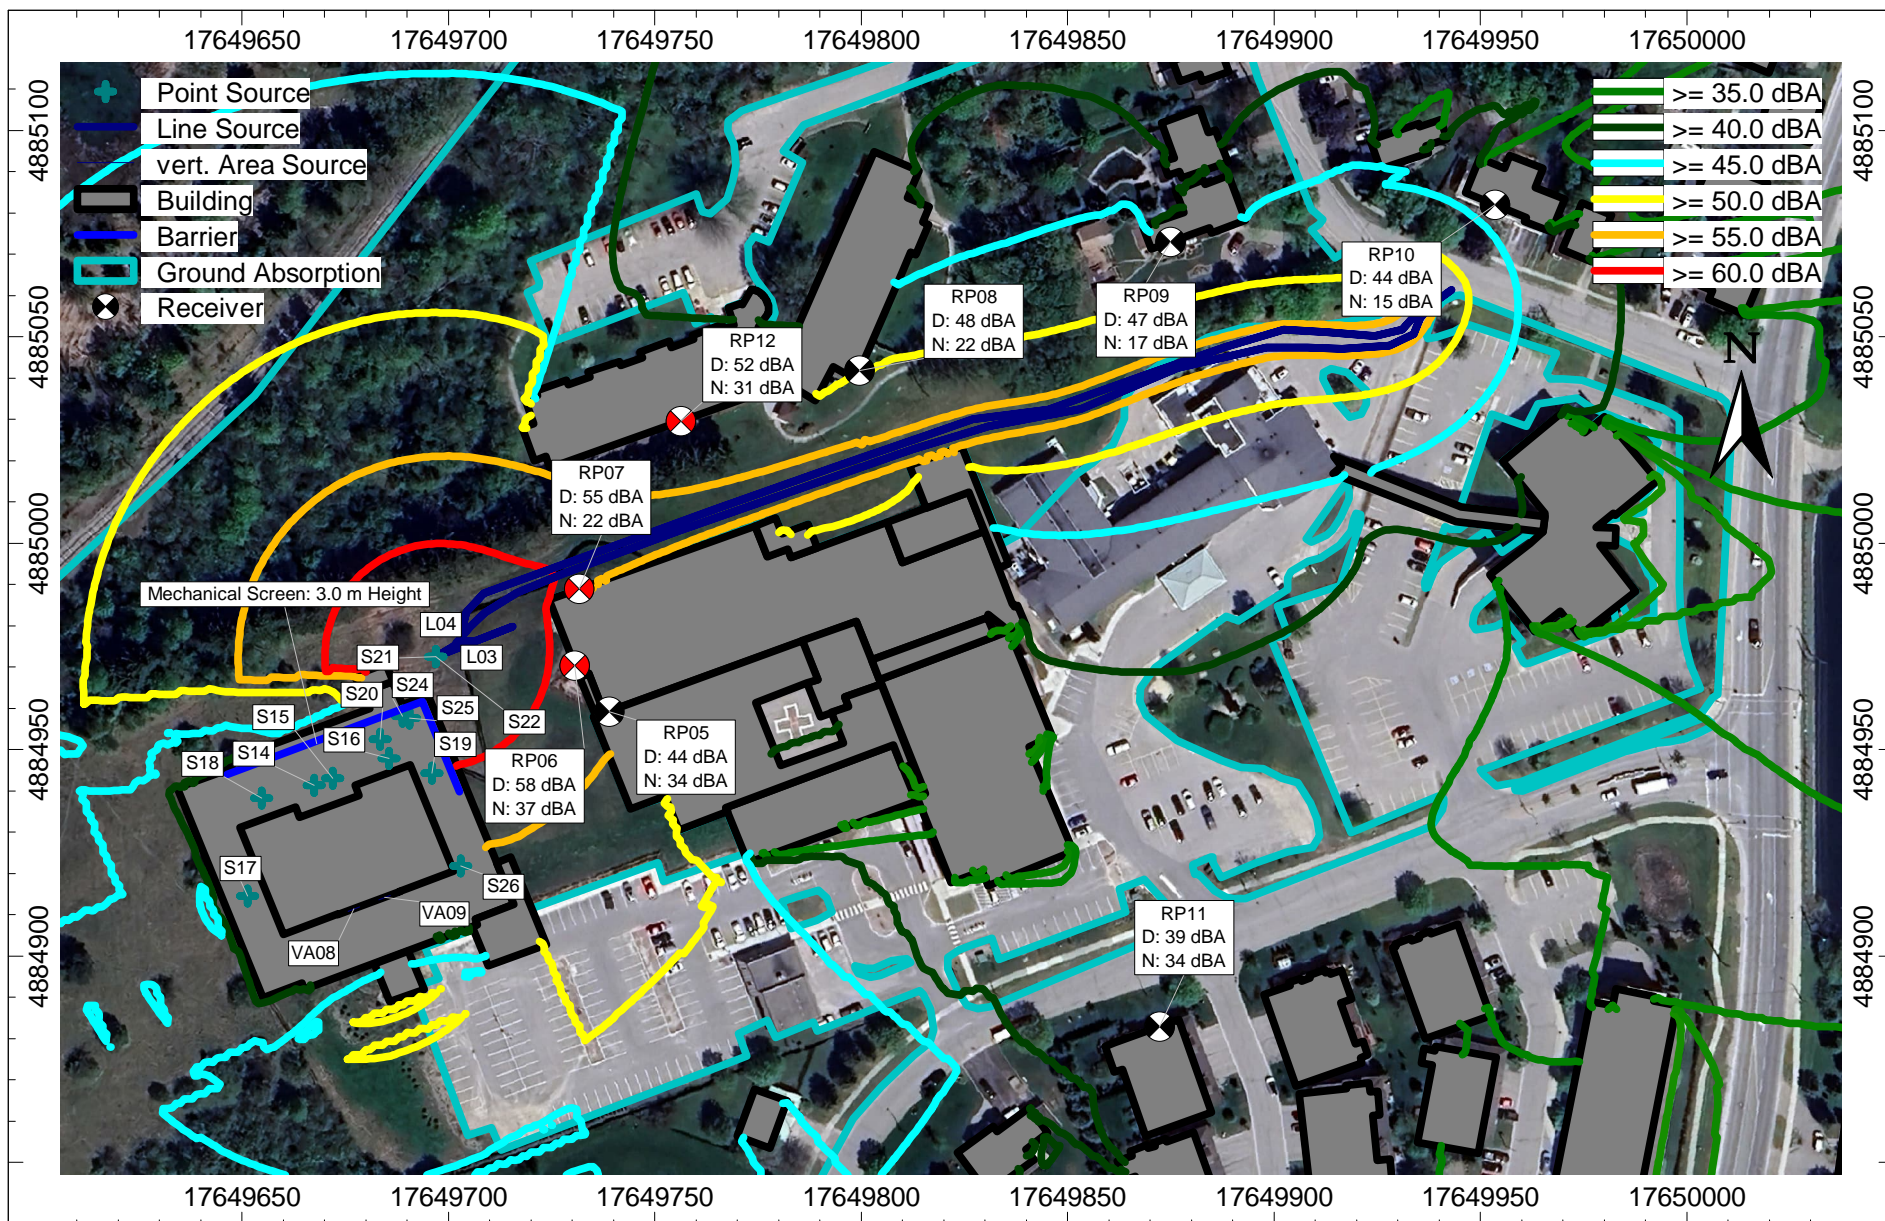 17649650 17649700 17649750 17649800 17649850 17649900 17649950 17650000
4885100
4885050
4885000
4884950
4884900
Point Source
Line Source
vert. Area Source
Building
Barrier
Ground Absorption
Receiver
>= 35.0 dBA
>= 40.0 dBA
>= 45.0 dBA
>= 50.0 dBA
>= 55.0 dBA
>= 60.0 dBA
4885100
4885050
4885000
4884950
4884900
N
RP10
D: 44 dBA
N: 15 dBA
RP08
D: 48 dBA
N: 22 dBA
RP09
D: 47 dBA
N: 17 dBA
RP12
D: 52 dBA
N: 31 dBA
RP07
D: 55 dBA
N: 22 dBA
Mechanical Screen: 3.0 m Height
L04
L03
S21
S20
S24
S25
S22
S15
S16
S19
S14
S18
RP06
D: 58 dBA
N: 37 dBA
RP05
D: 44 dBA
N: 34 dBA
S17
S26
VA09
VA08
RP11
D: 39 dBA
N: 34 dBA
17649650 17649700 17649750 17649800 17649850 17649900 17649950 17650000